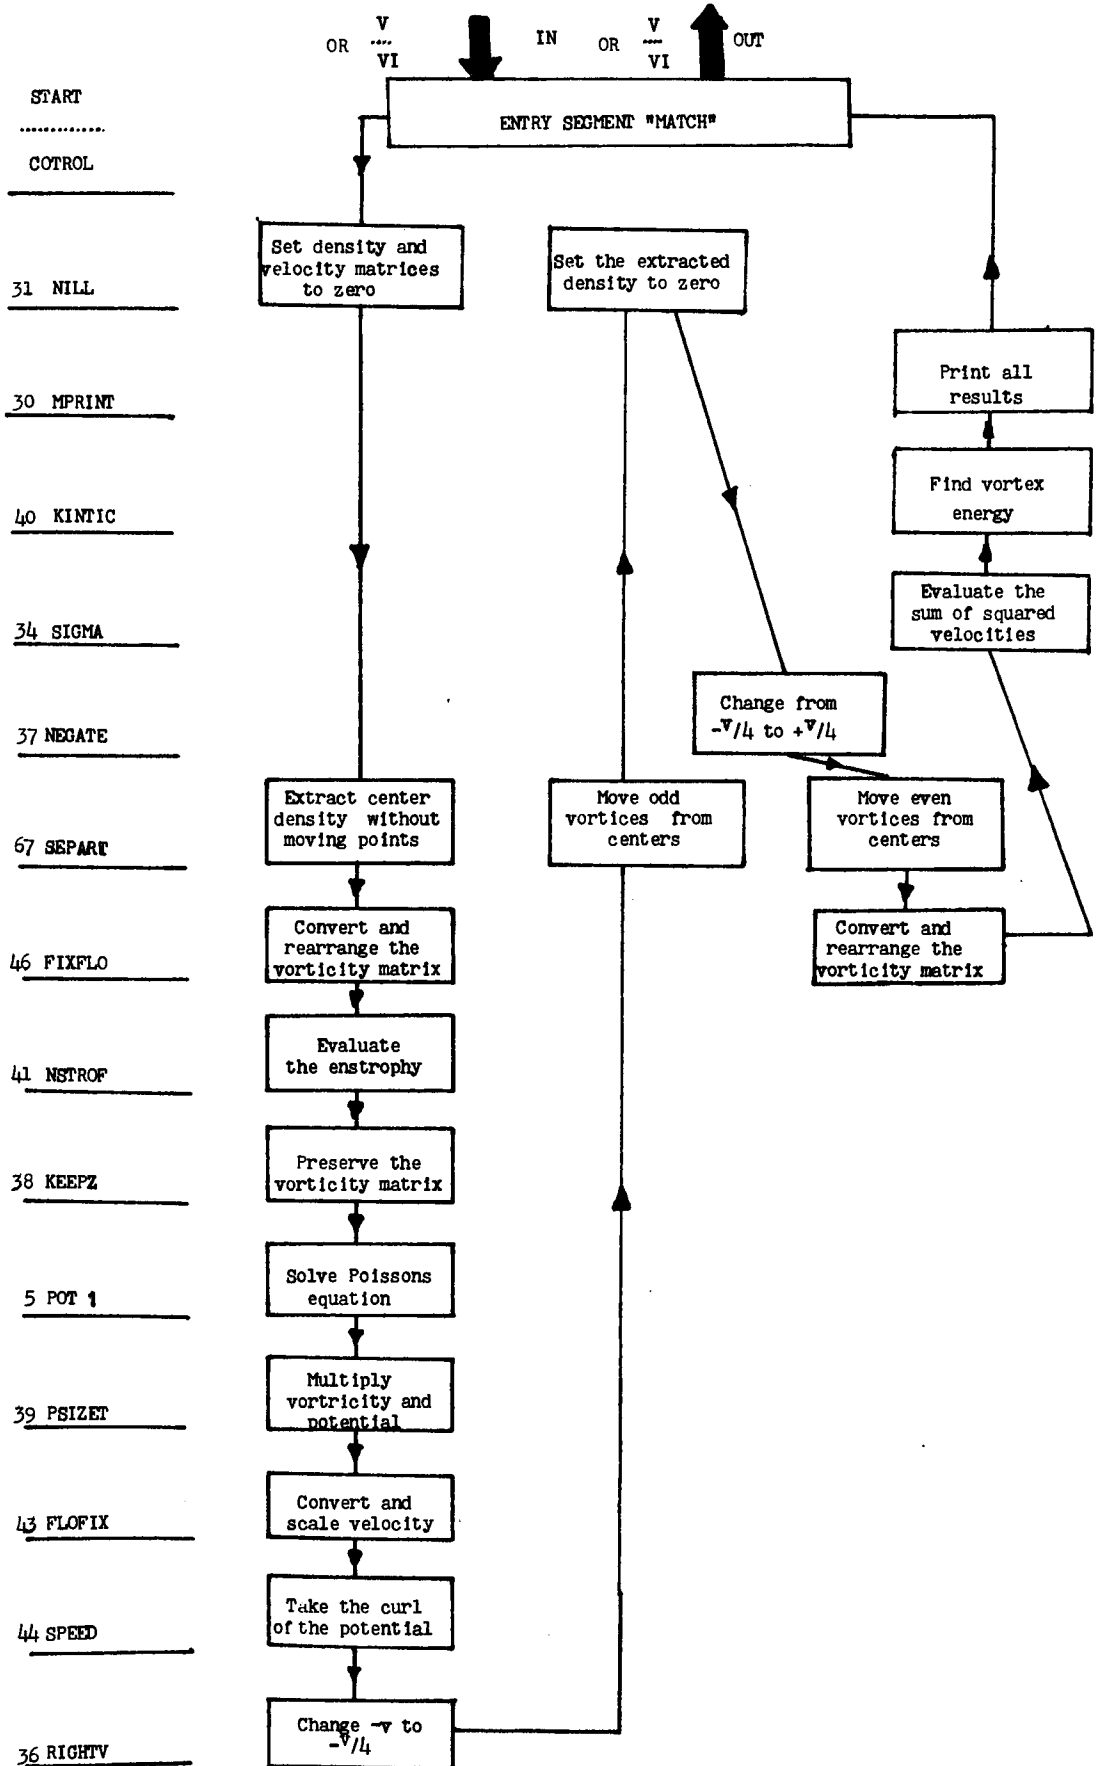 OR V VI IN OR V VI OUT
START
COTROL
ENTRY SEGMENT "MATCH"
31 NILL
Set density and
velocity matrices
to zero
Set the extracted
density to zero
30 MPRINT
Print all
results
40 KINTIC
Find vortex
energy
34 SIGMA
Evaluate the
sum of squared
velocities
37 NEGATE
Change from
-V/4 to +V/4
67 SEPART
Extract center
density without
moving points
Move odd
vortices from
centers
Move even
vortices from
centers
46 FIXFLO
Convert and
rearrange the
vorticity matrix
Convert and
rearrange the
vorticity matrix
41 NSTROF
Evaluate
the enstrophy
38 KEEPZ
Preserve the
vorticity matrix
5 POT 1
Solve Poissons
equation
39 PSIZET
Multiply
vortricity and
potential
43 FLOFIX
Convert and
scale velocity
44 SPEED
Take the curl
of the potential
36 RIGHTV
Change -v to
-V/4